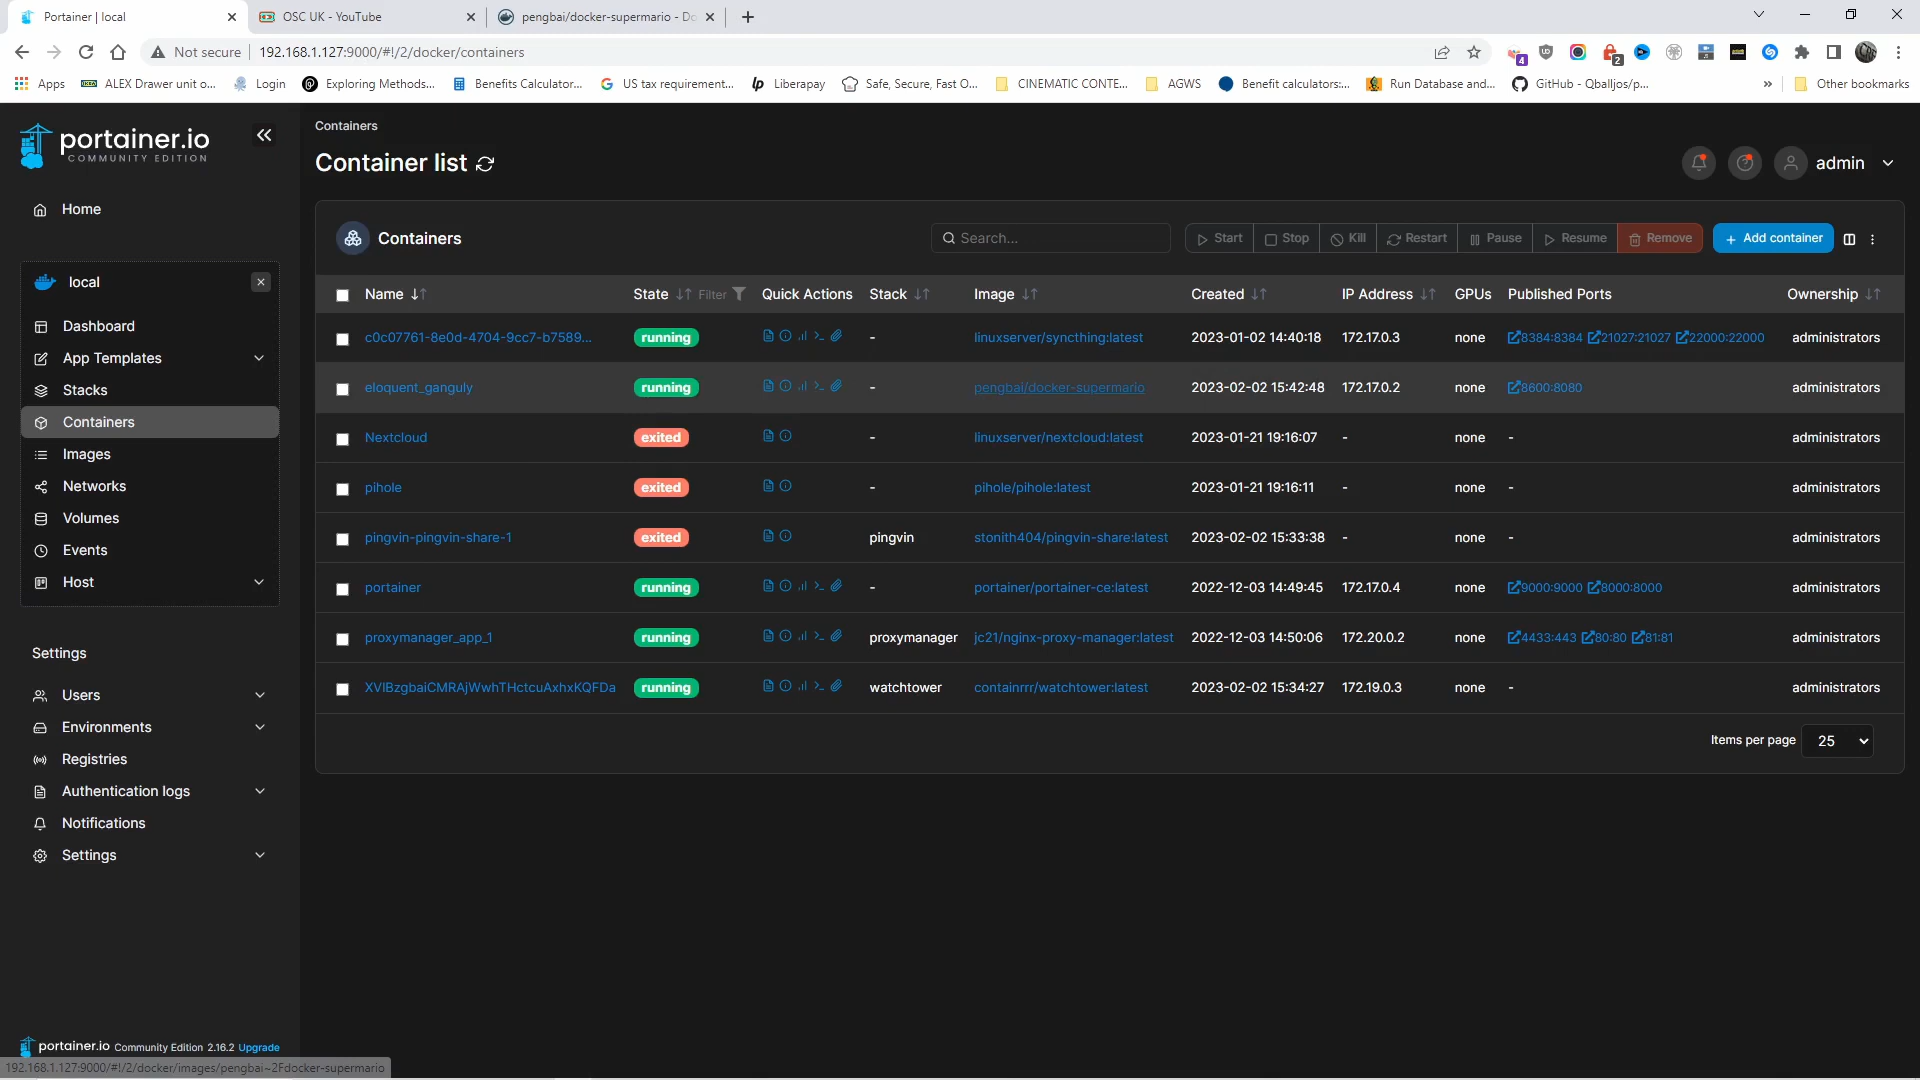 Portainer | local
OSC UK - YouTube
pengbai/docker-supermario - Do
Not secure
192.168.1.127:9000/#!/2/docker/containers
4
2
Apps
ALEX Drawer unit o...
Login
Exploring Methods...
Benefits Calculator...
US tax requirement...
Liberapay
Safe, Secure, Fast O...
CINEMATIC CONTE...
AGWS
Benefit calculators:...
Run Database and...
GitHub - Qballjos/p...
»
Other bookmarks
portainer.io
COMMUNITY EDITION
Containers
Container list
admin
Home
local
Dashboard
App Templates
Stacks
Containers
Images
Networks
Volumes
Events
Host
Settings
Users
Environments
Registries
Authentication logs
Notifications
Settings
Containers
Search...
Start
Stop
Kill
Restart
Pause
Resume
Remove
+ Add container
Name State Filter Quick Actions Stack Image Created IP Address GPUs Published Ports Ownership
c0c07761-8e0d-4704-9cc7-b7589... running - linuxserver/syncthing:latest 2023-01-02 14:40:18 172.17.0.3 none 8384:8384 21027:21027 22000:22000 administrators
eloquent_ganguly running - pengbai/docker-supermario 2023-02-02 15:42:48 172.17.0.2 none 8600:8080 administrators
Nextcloud exited - linuxserver/nextcloud:latest 2023-01-21 19:16:07 - none - administrators
pihole exited - pihole/pihole:latest 2023-01-21 19:16:11 - none - administrators
pingvin-pingvin-share-1 exited pingvin stonith404/pingvin-share:latest 2023-02-02 15:33:38 - none - administrators
portainer running - portainer/portainer-ce:latest 2022-12-03 14:49:45 172.17.0.4 none 9000:9000 8000:8000 administrators
proxymanager_app_1 running proxymanager jc21/nginx-proxy-manager:latest 2022-12-03 14:50:06 172.20.0.2 none 4433:443 80:80 81:81 administrators
XVlBzgbaiCMRAjWwhTHctcuAxhxKQFDa running watchtower containrrr/watchtower:latest 2023-02-02 15:34:27 172.19.0.3 none - administrators
Items per page 25
portainer.io Community Edition 2.16.2 Upgrade
192.168.1.127:9000/#!/2/docker/images/pengbai~2Fdocker-supermario